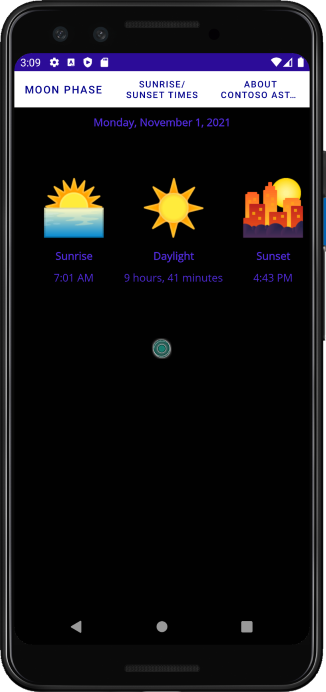 3:09
MOON PHASE
SUNRISE/
SUNSET TIMES
ABOUT
CONTOSO AST...
Monday, November 1, 2021
Sunrise
Daylight
Sunset
7:01 AM
9 hours, 41 minutes
4:43 PM